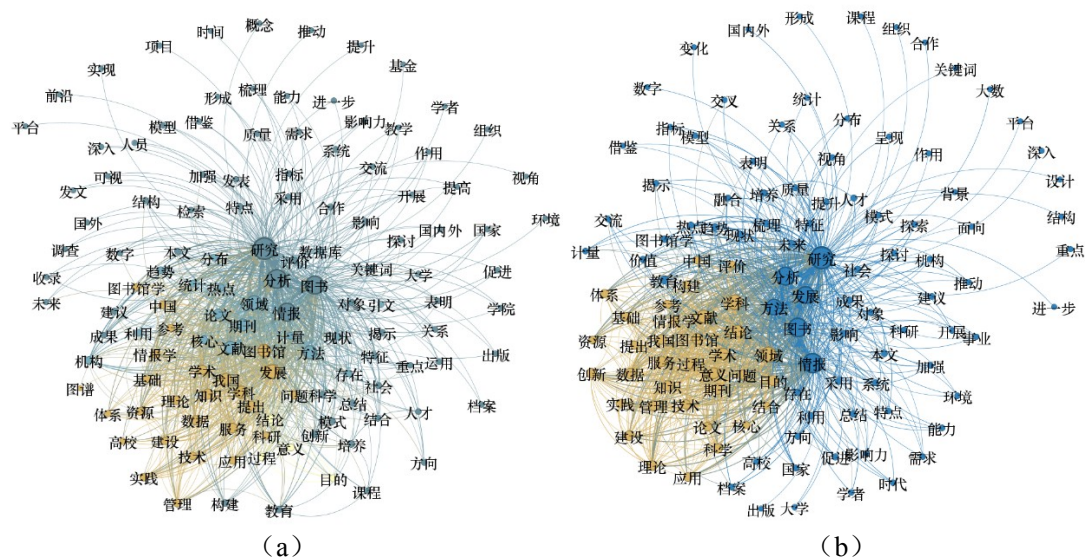 概念
时间 推动
项目 提升
实现 基金
前沿 梳理 能力 进一步
形成 学者
平台 模型 借鉴 质量 需求 影响力 教学 组织
深入 人员 系统 交流 作用
可视 加强 发表 指标 视角
发文 结构 采用 开展 提高
国外 检索 特点 合作 影响 国内外 国家 环境
调查 数字 本文 分布 研究 数据库 探讨
收录 趋势 评价 关键词 大学 促进
未来 图书馆学 统计 热点 分析 图书
建议 中国 领域 情报 对象 引文 表明 学院
成果 利用 参考 论文 期刊 计量 现状 揭示 关系
机构 核心 文献 图书馆 方法 特征 出版
情报学 学术 发展 存在 重点 运用
图谱 基础 我国 社会
体系 资源 理论 知识 学科 问题 科学 总结 人才 档案
数据 提出 结论 模式 结合
高校 建设 服务 科研 创新 培养
技术 应用 过程 意义 方向
实践 目的
管理 构建 教育 课程
（a）
形成 课程
国内外 组织
变化 合作
关键词
数字 交叉 统计 大数
指标 关系 分布 平台
借鉴 模型 表明 视角 呈现 作用 深入
揭示 融合 培养 质量 提升 人才 背景 设计
交流 热点 趋势 现状 梳理 特征 模式 探索 面向 结构
计量 图书馆学 未来 研究 探讨 重点
价值 中国 评价 社会 机构
教育 构建 分析 推动
体系 参考 学科 发展 成果 建议 进一步
基础 情报学 文献 方法 对象
资源 提出 我国 图书馆 结论 图书 影响 科研 开展 事业
服务 过程 学术 领域 情报 本文
创新 数据 知识 意义 问题 目的 采用 系统 加强
实践 管理 技术 期刊 结合 存在 环境
论文 核心 利用 总结 特点
建设 科学 方向 能力
理论 应用 高校 国家 促进 影响力 需求
档案 时代
出版 大学 学者
（b）